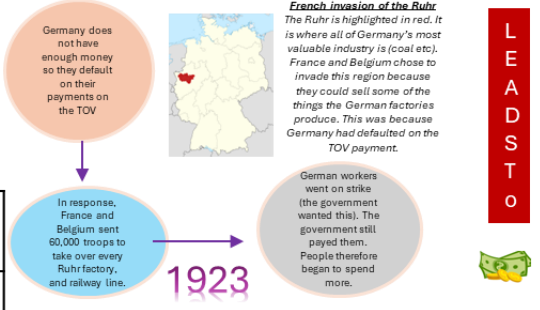 Germany does
not have
enough money
so they default
on their
payments on
the TOV
French invasion of the Ruhr
The Ruhr is highlighted in red. It
is where all of Germany's most
valuable industry is (coal etc).
France and Belgium chose to
invade this region because
they could sell some of the
things the German factories
produce. This was because
Germany had defaulted on the
TOV payment.
In response,
France and
Belgium sent
60,000 troops to
take over every
Ruhr factory,
and railway line.
1923
German workers
went on strike
(the government
wanted this). The
government still
payed them.
People therefore
began to spend
more.
L
E
A
D
S
T
o